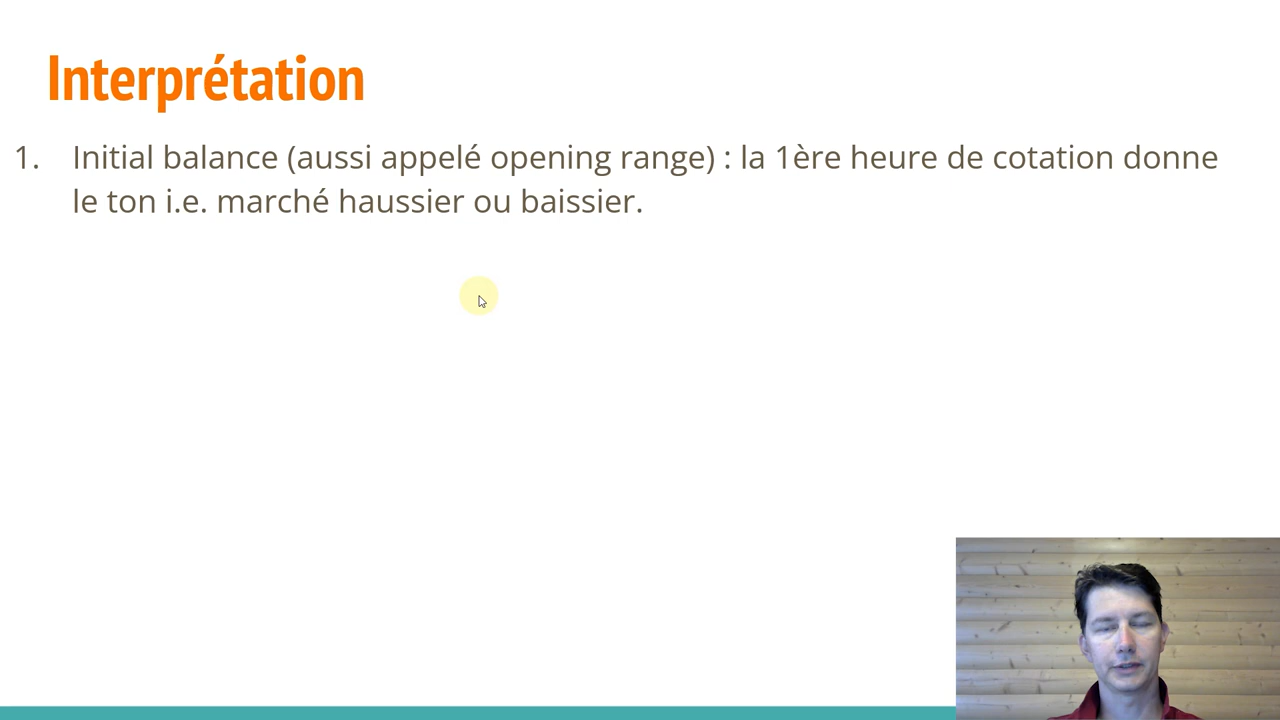 Interprétation
1. Initial balance (aussi appelé opening range) : la 1ère heure de cotation donne
le ton i.e. marché haussier ou baissier.